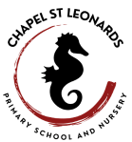 CHAPEL ST LEONARDS
PRIMARY SCHOOL AND NURSERY